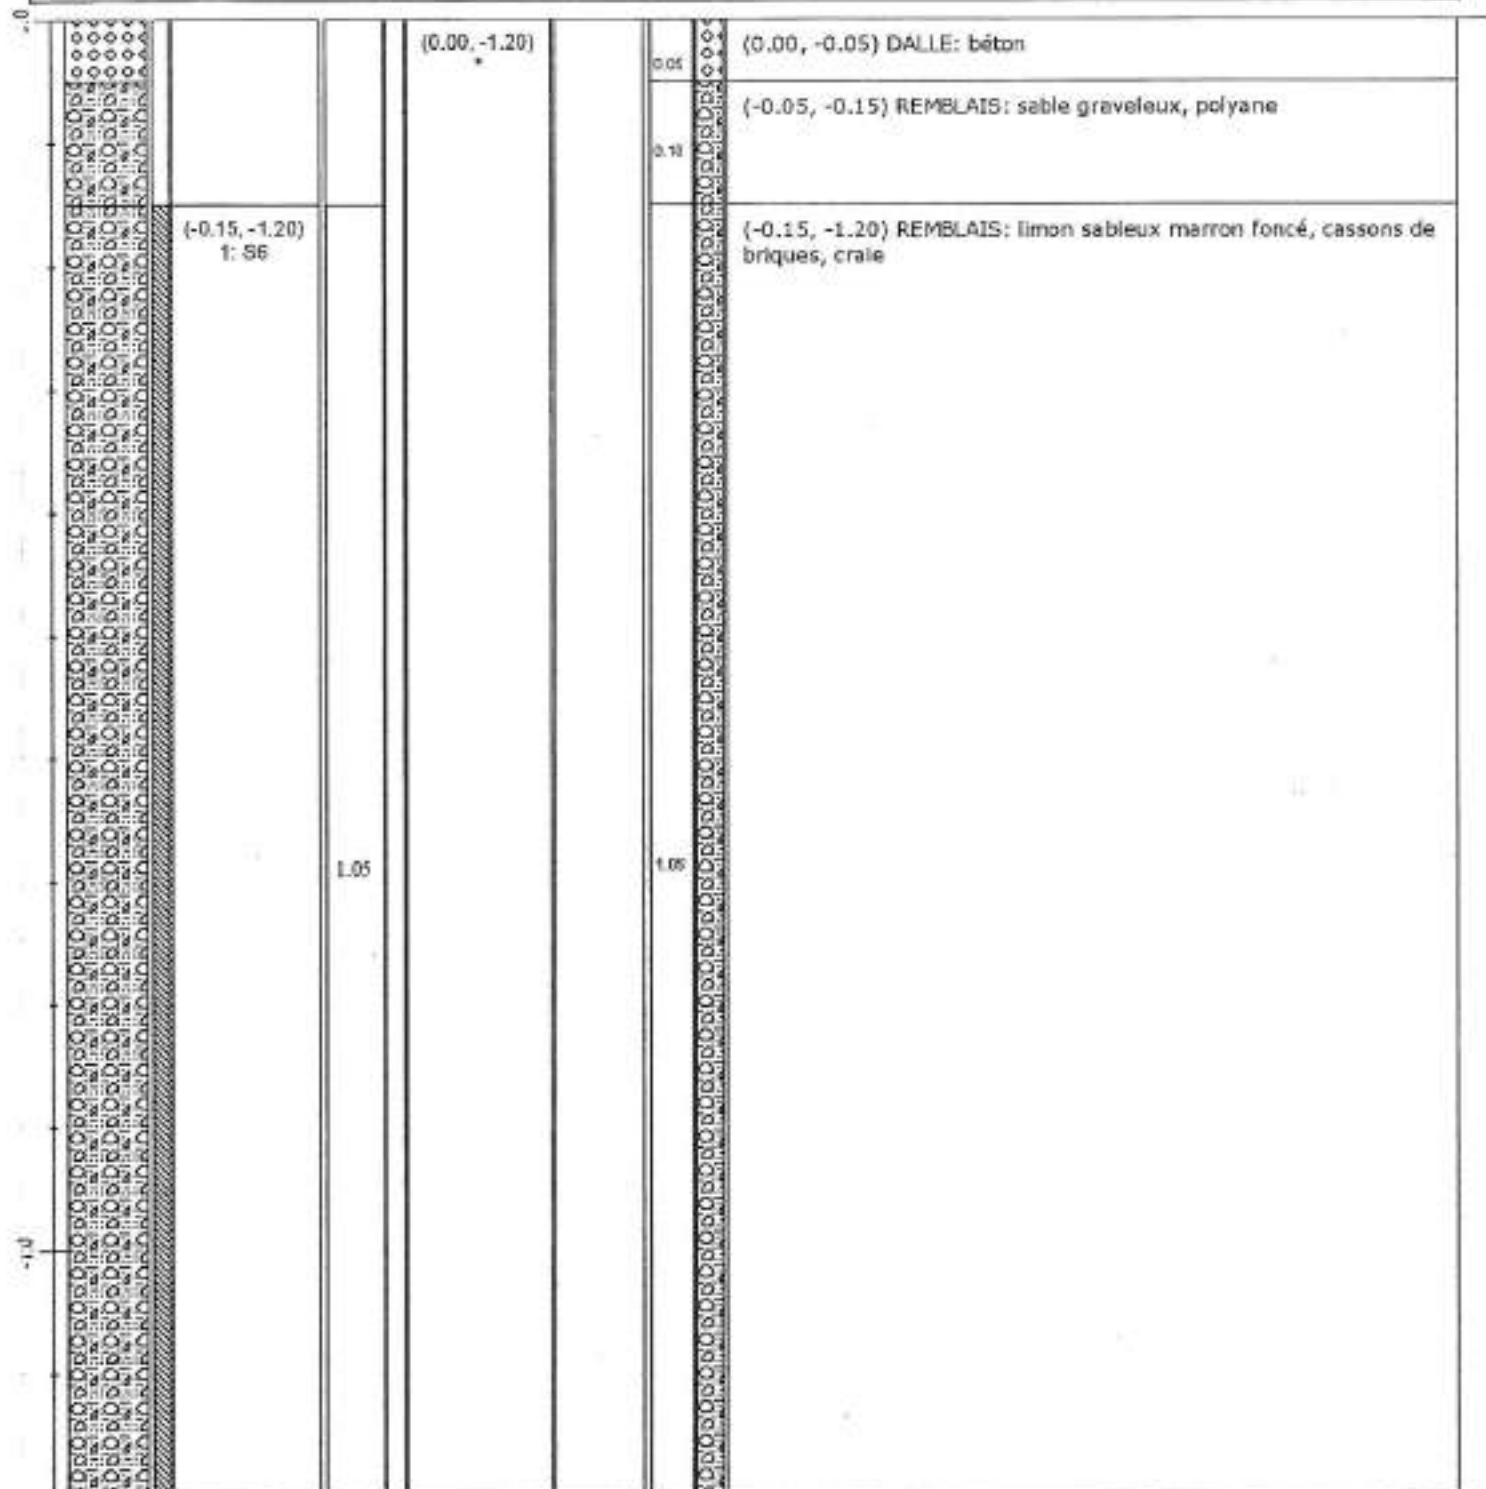 .0
(0.00, -1.20)
*
0.05
(0.00, -0.05) DALLE: béton
(-0.05, -0.15) REMBLAIS: sable graveleux, polyane
0.10
(-0.15, -1.20)
1: S6
(-0.15, -1.20) REMBLAIS: limon sableux marron foncé, cassons de
briques, craie
1.05
1.05
-1.0